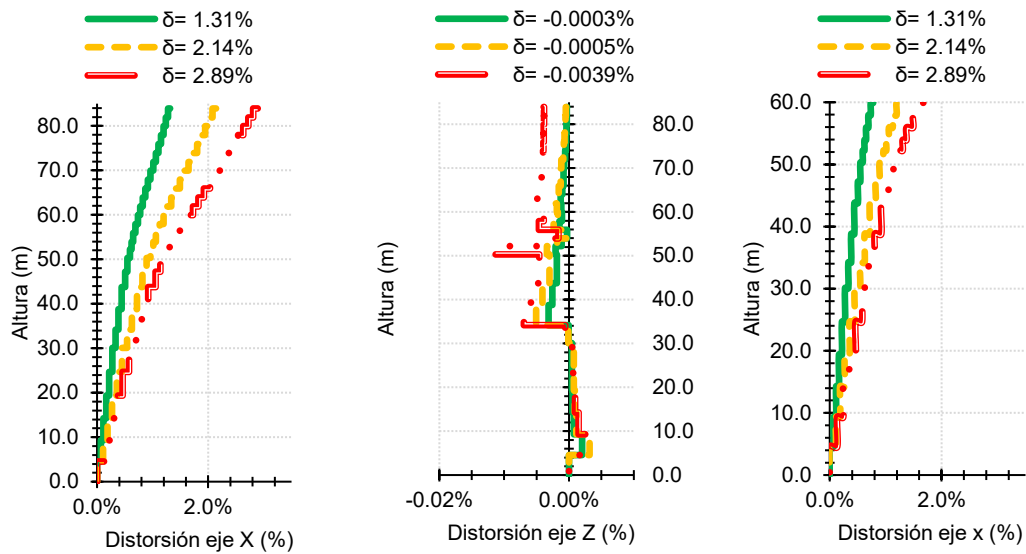 δ= 1.31%
δ= 2.14%
δ= 2.89%
Altura (m)
80.0
70.0
60.0
50.0
40.0
30.0
20.0
10.0
0.0
0.0%
2.0%
Distorsión eje X (%)
δ= -0.0003%
δ= -0.0005%
δ= -0.0039%
Altura (m)
80.0
70.0
60.0
50.0
40.0
30.0
20.0
10.0
0.0
-0.02%
0.00%
Distorsión eje Z (%)
δ= 1.31%
δ= 2.14%
δ= 2.89%
Altura (m)
60.0
50.0
40.0
30.0
20.0
10.0
0.0
0.0%
2.0%
Distorsión eje x (%)